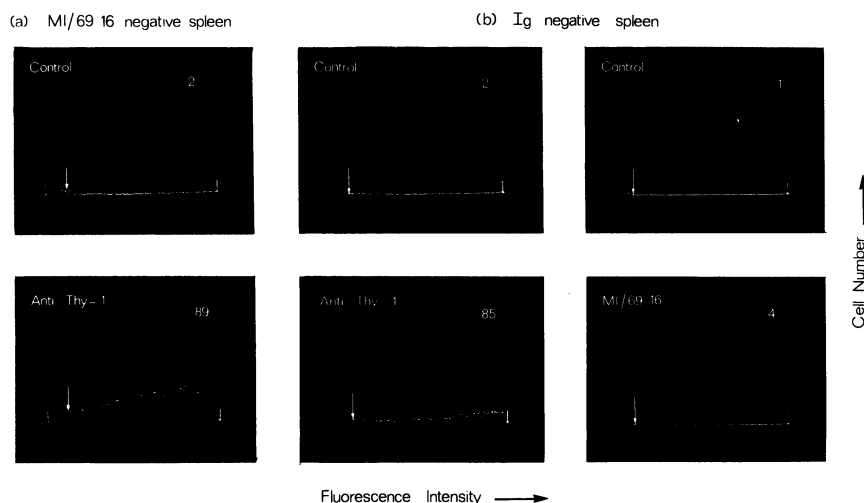 (a) MI/69 16 negative spleen
(b) Ig negative spleen
Control
2
Control
2
Control
1
Anti Thy-1
89
Anti Thy-1
85
MI/69·16
4
Cell Number
Fluorescence Intensity